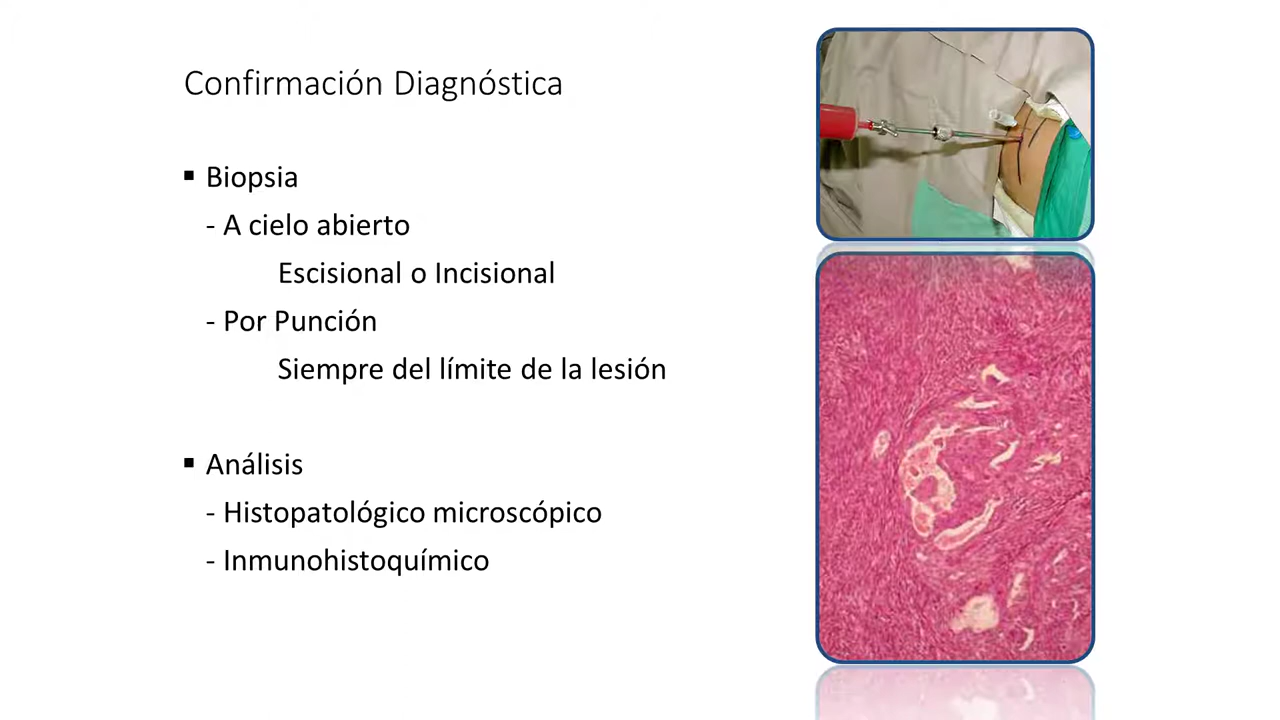 Confirmación Diagnóstica
▪ Biopsia
- A cielo abierto
Escisional o Incisional
- Por Punción
Siempre del límite de la lesión
▪ Análisis
- Histopatológico microscópico
- Inmunohistoquímico